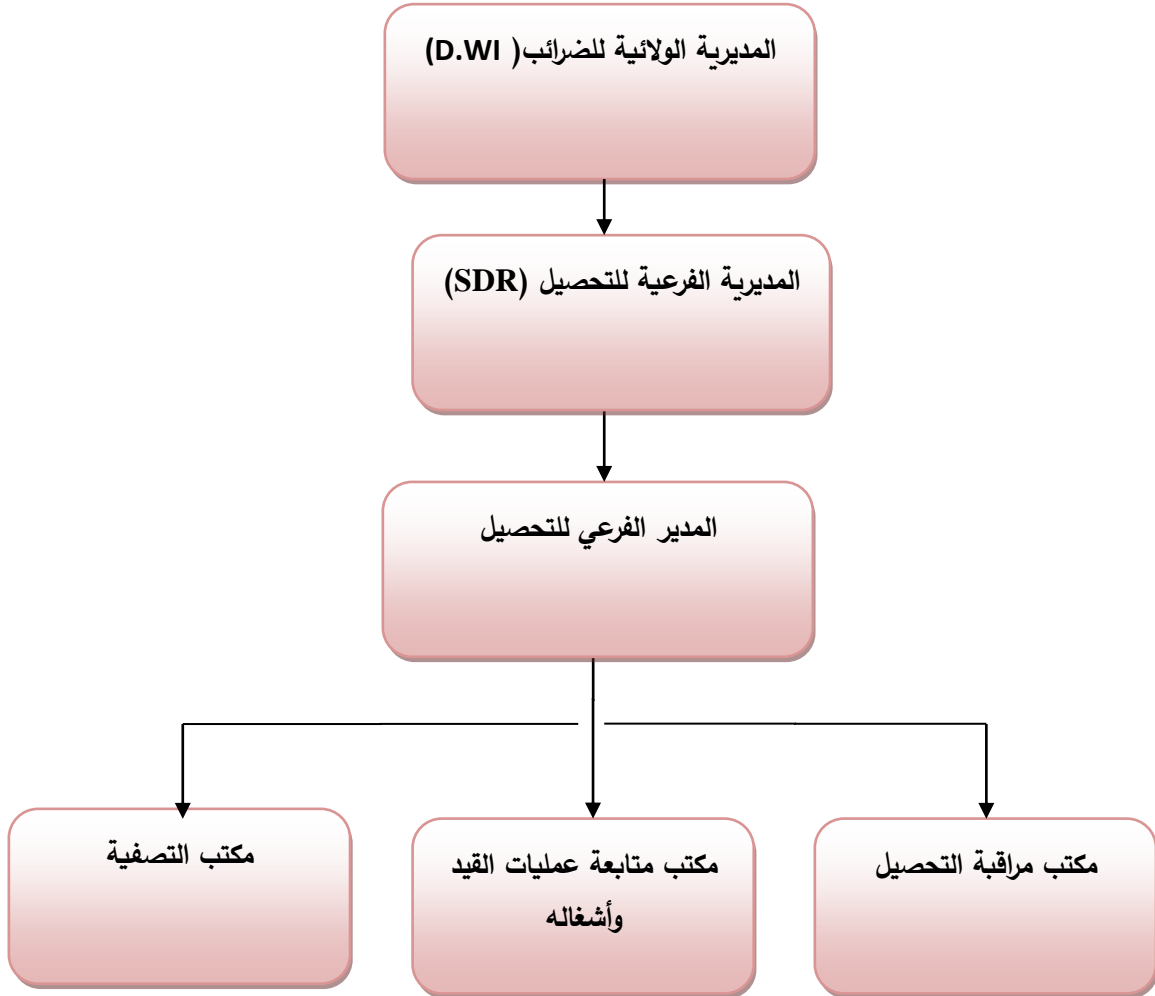 المديرية الولائية للضرائب( D.WI)
المديرية الفرعية للتحصيل (SDR)
المدير الفرعي للتحصيل
مكتب مراقبة التحصيل
مكتب متابعة عمليات القيد
وأشغاله
مكتب التصفية